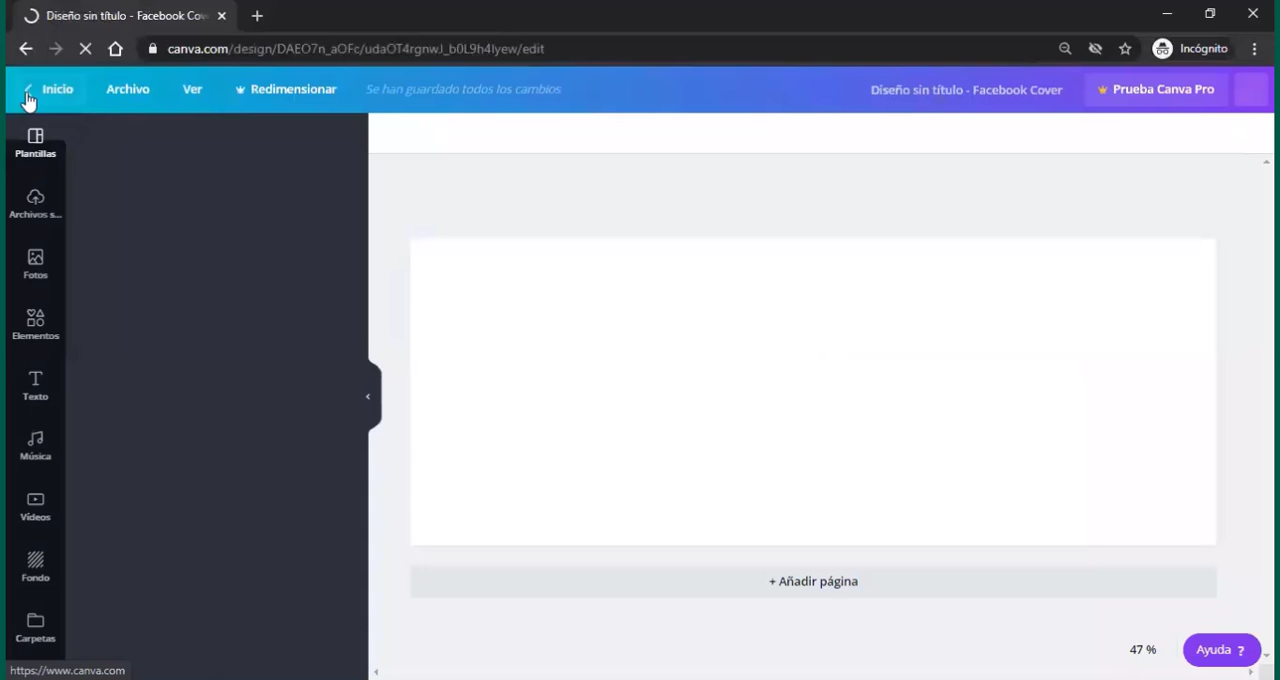 Diseño sin título - Facebook Cov
canva.com/design/DAEO7n_aOFc/udaOT4rgnwJ_b0L9h4Iyew/edit
Incógnito
Inicio
Archivo
Ver
Redimensionar
Se han guardado todos los cambios
Diseño sin título - Facebook Cover
Prueba Canva Pro
Plantillas
Archivos s...
Fotos
Elementos
Texto
Música
Vídeos
Fondo
Carpetas
+ Añadir página
47 %
Ayuda ?
https://www.canva.com